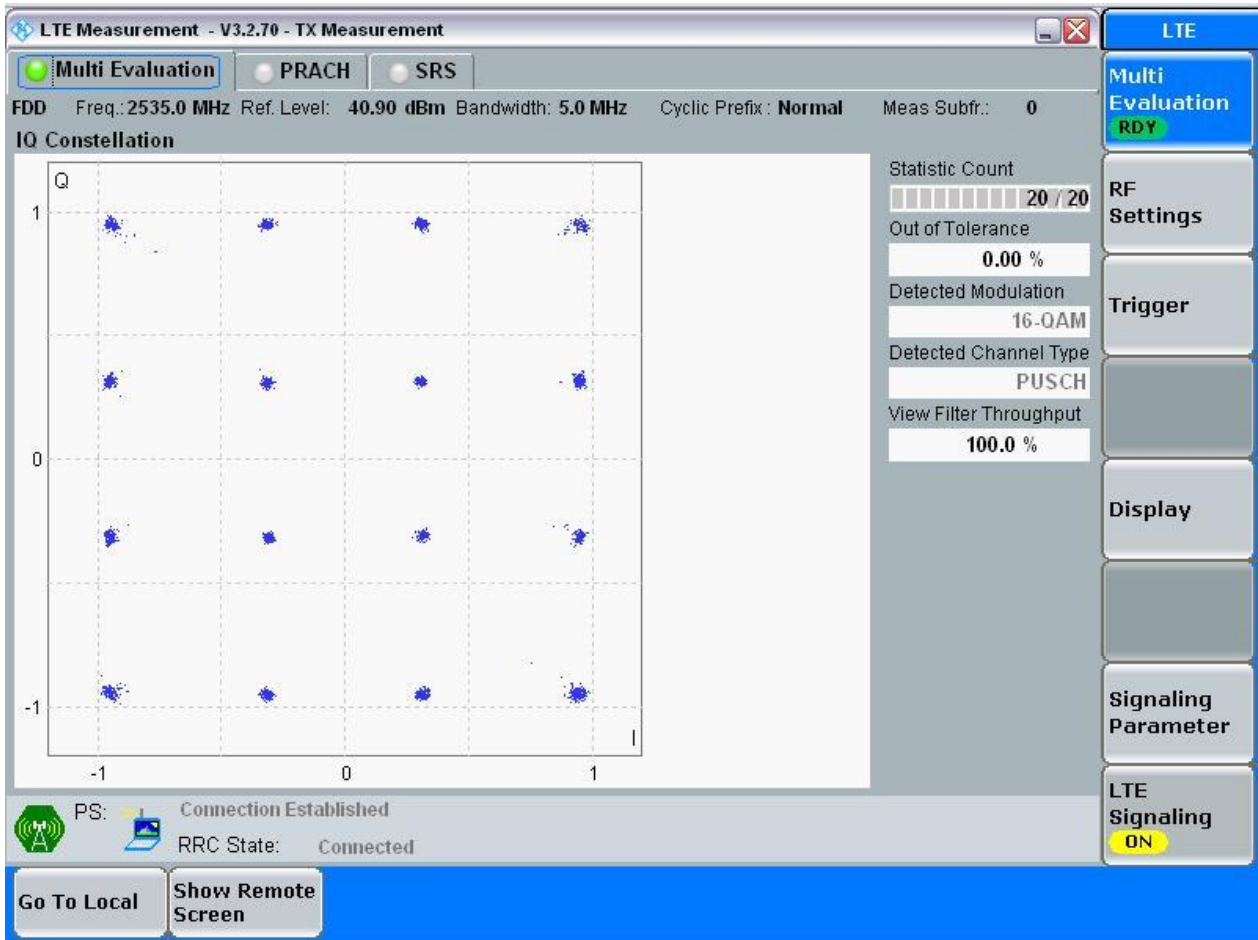 LTE Measurement - V3.2.70 - TX Measurement
LTE
Multi Evaluation PRACH SRS
FDD Freq.: 2535.0 MHz Ref. Level: 40.90 dBm Bandwidth: 5.0 MHz Cyclic Prefix : Normal Meas Subfr.: 0
IQ Constellation
Q
1
0
-1
I
-1 0 1
Statistic Count
20 / 20
Out of Tolerance
0.00 %
Detected Modulation
16-QAM
Detected Channel Type
PUSCH
View Filter Throughput
100.0 %
Multi
Evaluation
RDY
RF
Settings
Trigger
Display
Signaling
Parameter
LTE
Signaling
ON
PS: Connection Established
RRC State: Connected
Go To Local
Show Remote
Screen